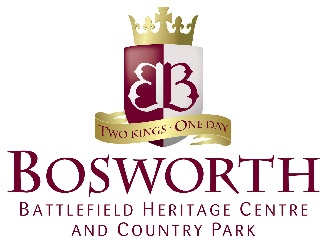 TWO KINGS · ONE DAY
BOSWORTH
BATTLEFIELD HERITAGE CENTRE
AND COUNTRY PARK